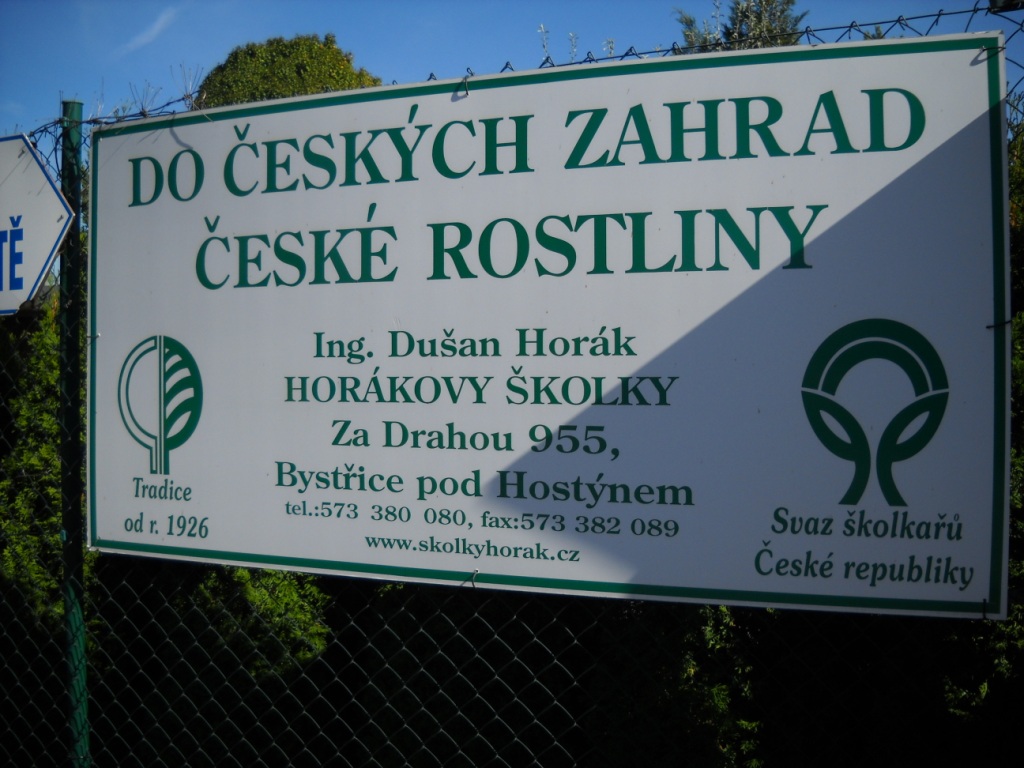 DO ČESKÝCH ZAHRAD
ČESKÉ ROSTLINY
Ing. Dušan Horák
HORÁKOVY ŠKOLKY
Za Drahou 955,
Bystřice pod Hostýnem
tel.:573 380 080, fax:573 382 089
www.skolkyhorak.cz
Tradice
od r. 1926
Svaz školkařů
České republiky
TĚ